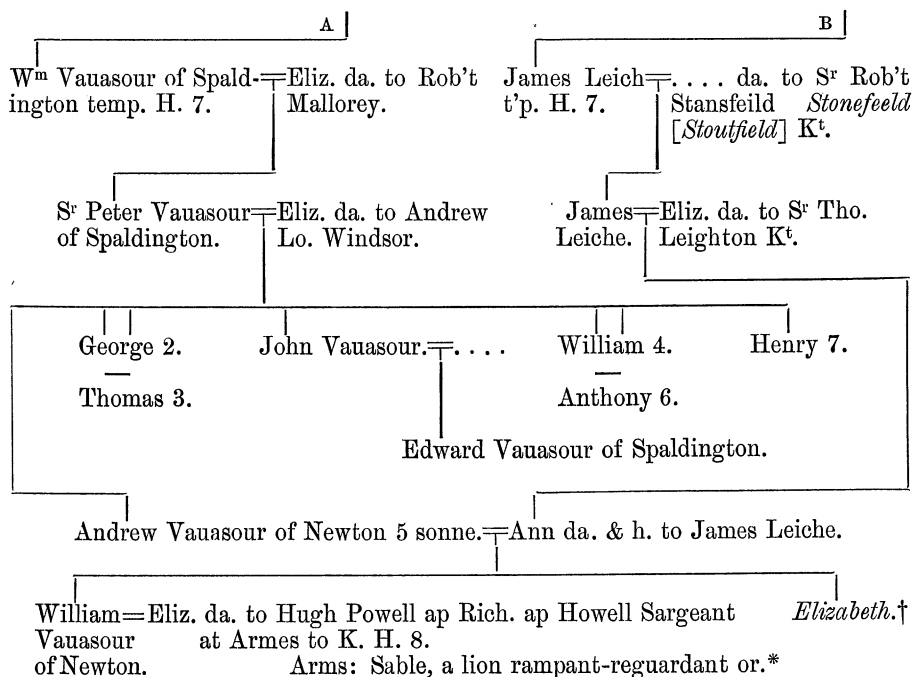 A B
Wᵐ Vauasour of Spald-=Eliz. da. to Rob't James Leich=. . . . da. to Sʳ Rob't
ington temp. H. 7. Mallorey. t'p. H. 7. Stansfeild Stonefeeld
[Stoutfield] Kᵗ.
Sʳ Peter Vauasour=Eliz. da. to Andrew James=Eliz. da. to Sʳ Tho.
of Spaldington. Lo. Windsor. Leiche. Leighton Kᵗ.
George 2. John Vauasour.=. . . . William 4. Henry 7.
Thomas 3. Anthony 6.
Edward Vauasour of Spaldington.
Andrew Vauasour of Newton 5 sonne.=Ann da. & h. to James Leiche.
William=Eliz. da. to Hugh Powell ap Rich. ap Howell Sargeant Elizabeth.†
Vauasour at Armes to K. H. 8.
of Newton. Arms: Sable, a lion rampant-reguardant or.*